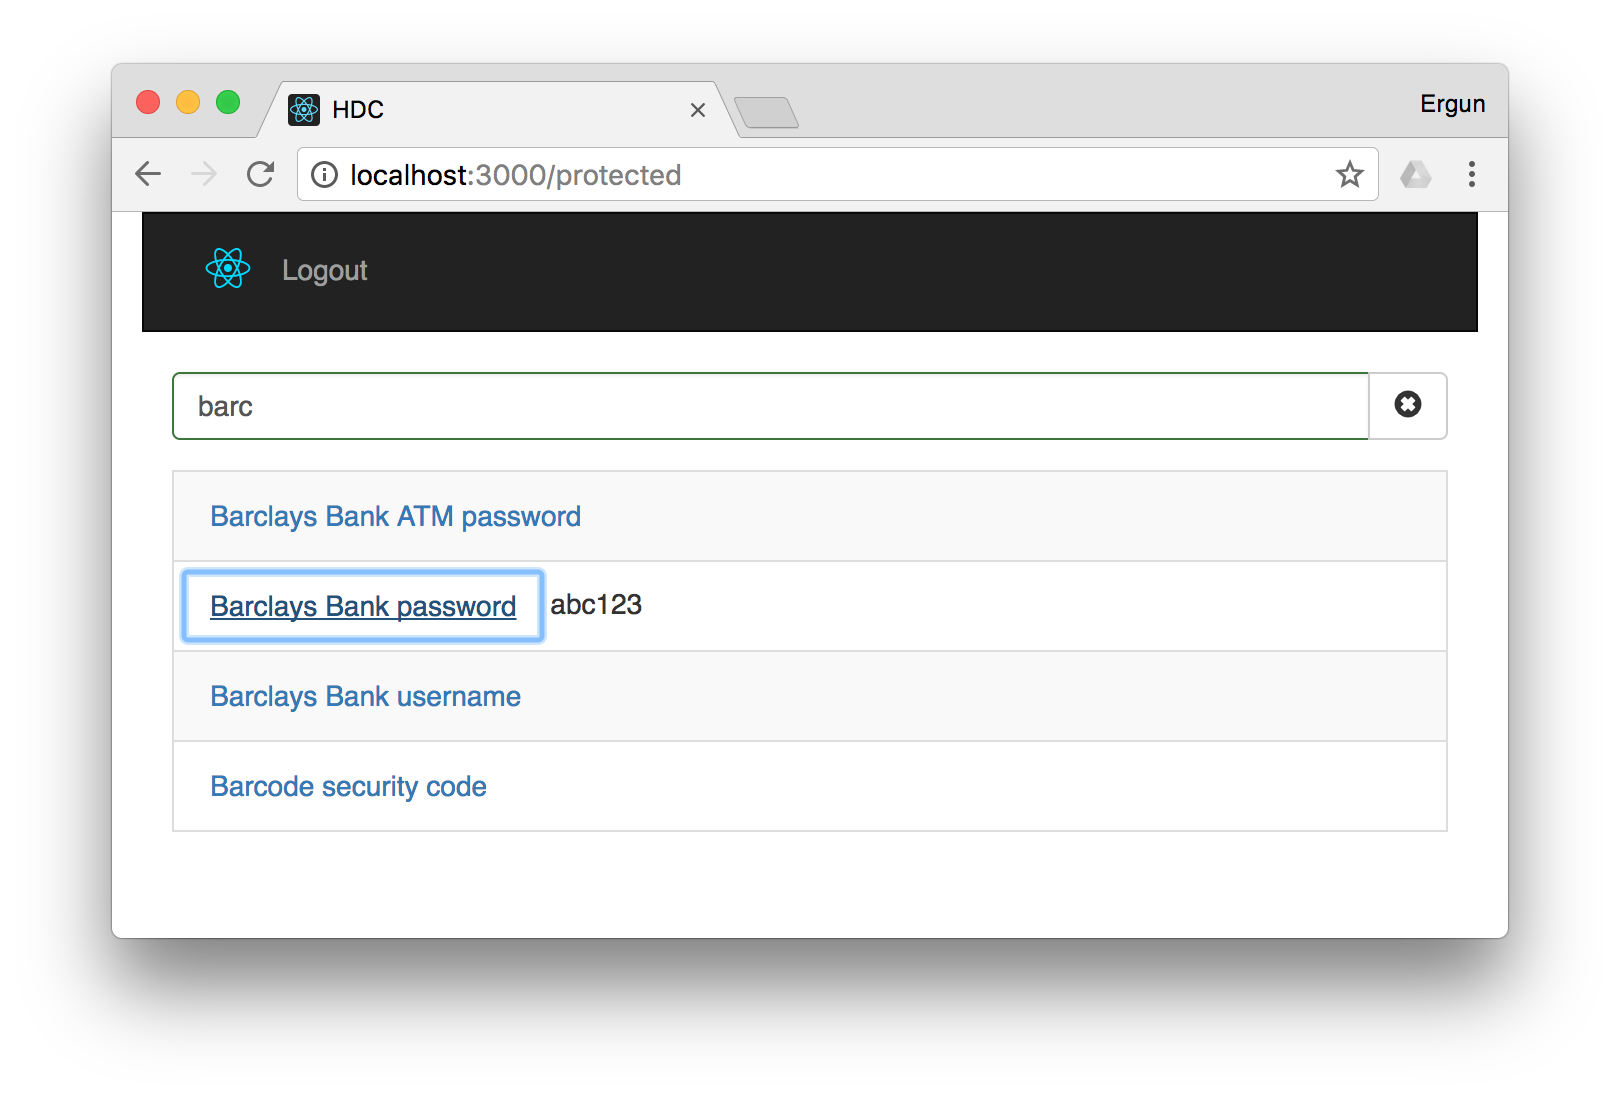 HDC
Ergun
localhost:3000/protected
Logout
barc
Barclays Bank ATM password
Barclays Bank password abc123
Barclays Bank username
Barcode security code